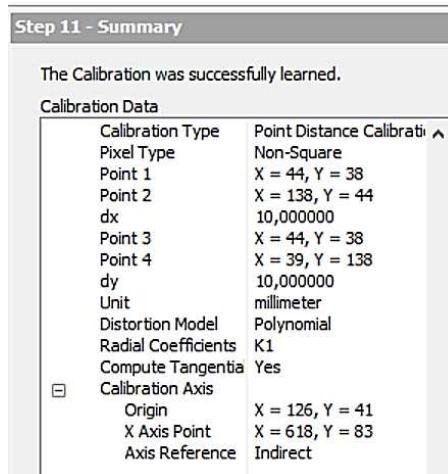 Step 11 - Summary
The Calibration was successfully learned.
Calibration Data
Calibration Type Point Distance Calibratic
Pixel Type Non-Square
Point 1 X = 44, Y = 38
Point 2 X = 138, Y = 44
dx 10,000000
Point 3 X = 44, Y = 38
Point 4 X = 39, Y = 138
dy 10,000000
Unit millimeter
Distortion Model Polynomial
Radial Coefficients K1
Compute Tangentia Yes
Calibration Axis
Origin X = 126, Y = 41
X Axis Point X = 618, Y = 83
Axis Reference Indirect